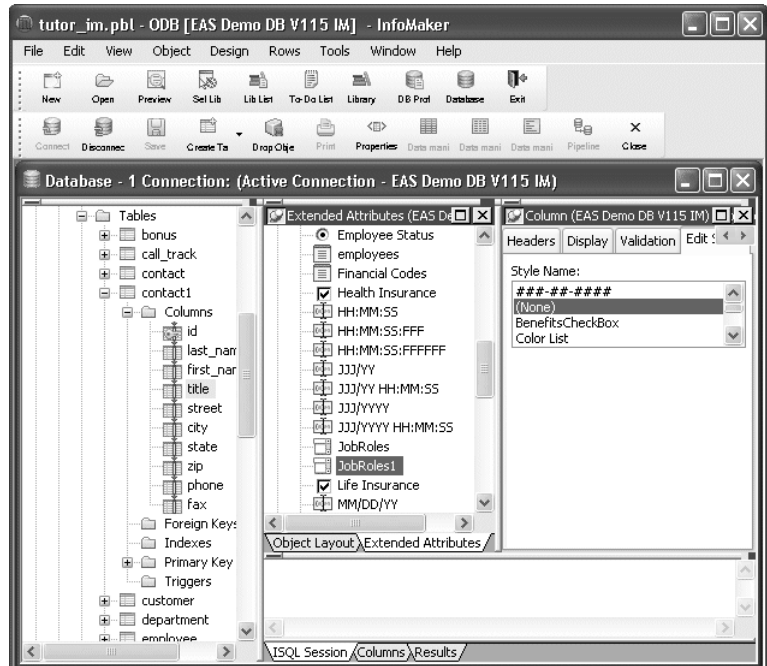 tutor_im.pbl - ODB [EAS Demo DB V115 IM] - InfoMaker
File Edit View Object Design Rows Tools Window Help
New Open Preview Sel Lib Lib List To-Do List Library DB Prof Database Exit
Connect Disconnec Save Create Ta Drop Obje Print Properties Data mani Data mani Data mani Pipeline Close
Database - 1 Connection: (Active Connection - EAS Demo DB V115 IM)
Tables
bonus
call_track
contact
contact1
Columns
id
last_nam
first_nar
title
street
city
state
zip
phone
fax
Foreign Keys
Indexes
Primary Key
Triggers
customer
department
employee
Extended Attributes (EAS De
Employee Status
employees
Financial Codes
Health Insurance
HH:MM:SS
HH:MM:SS:FFF
HH:MM:SS:FFFFFF
JJJ/YY
JJJ/YY HH:MM:SS
JJJ/YYYY
JJJ/YYYY HH:MM:SS
JobRoles
JobRoles1
Life Insurance
MM/DD/YY
Object Layout Extended Attributes
Column (EAS Demo DB V115 IM)
Headers Display Validation Edit S
Style Name:
###-##-####
(None)
BenefitsCheckBox
Color List
ISQL Session Columns Results